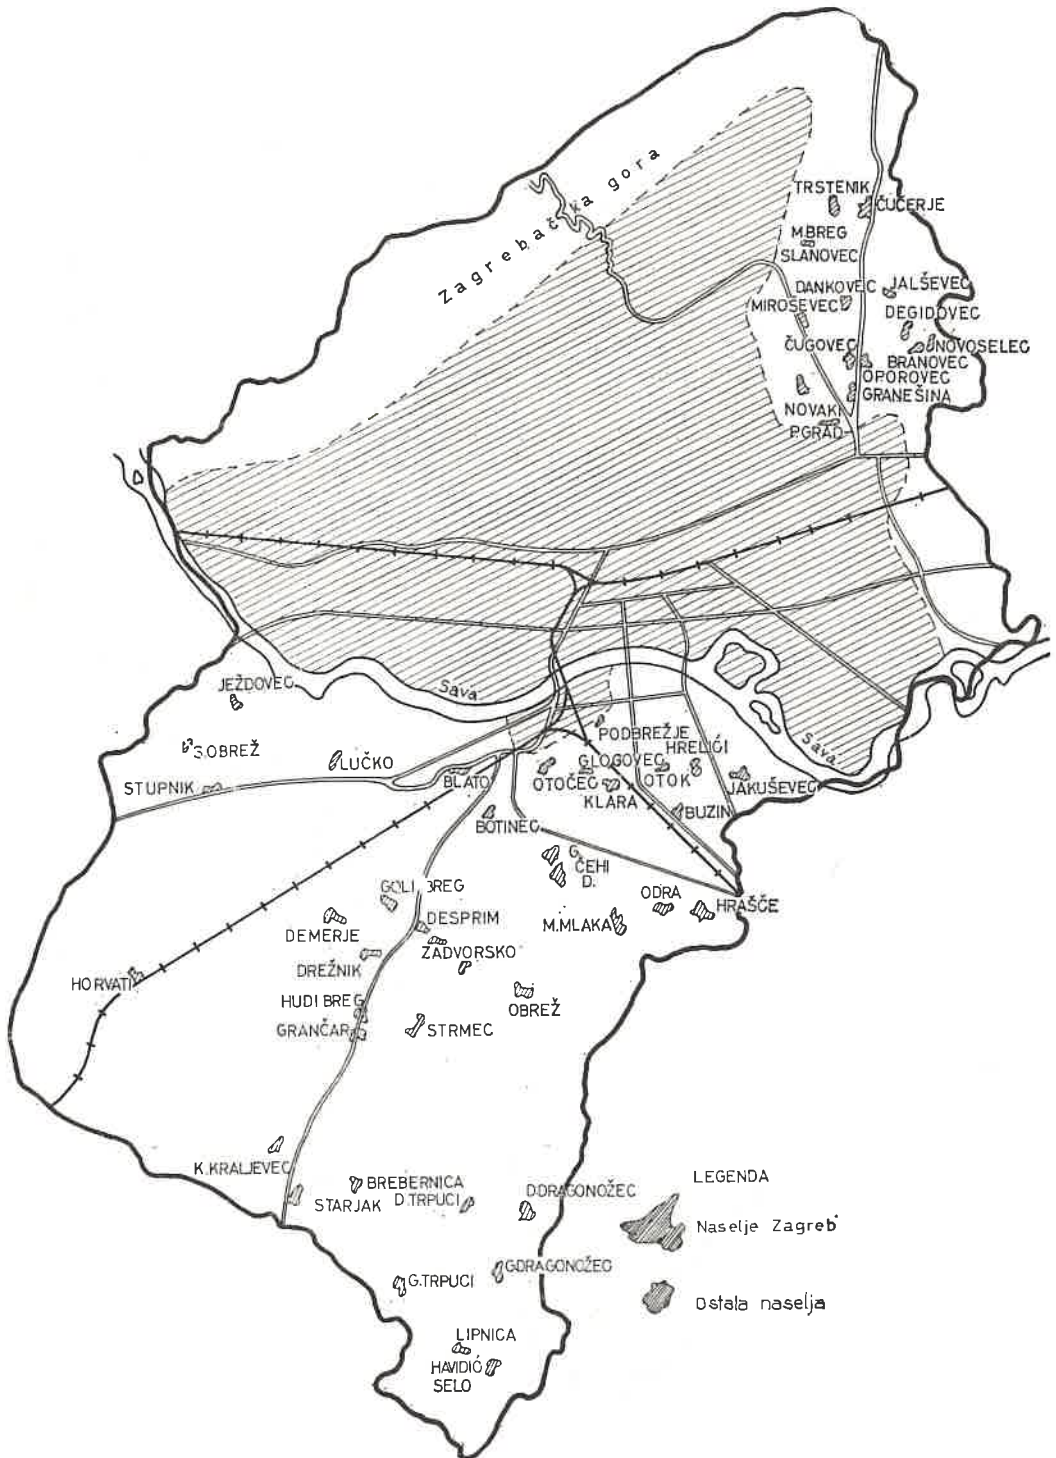 Zagrebačka gora
TRSTENIK
ČUČERJE
M.BREG
SLANOVEC
DANKOVEC
JALŠEVEC
MIROŠEVEC
DEGIDOVEC
ČUGOVEC
NOVOSELEC
BRANOVEC
OPOROVEC
GRANEŠINA
NOVAKI
P.GRAD
JEŽDOVEC
Sava
S.OBREŽ
PODBREŽJE
HRELIĆI
Sava
LUČKO
GLOGOVEC
STUPNIK
BLATO
OTOČEC
OTOK
JAKUŠEVEC
KLARA
BOTINEC
BUZIN
G.
ČEHI
D.
GOLI BREG
ODRA
HRAŠĆE
DESPRIM
M.MLAKA
DEMERJE
ZADVORSKO
DREŽNIK
HORVATI
HUDI BREG
OBREŽ
GRANČAR
STRMEC
K.KRALJEVEC
BREBERNICA
LEGENDA
STARJAK
D.TRPUCI
D.DRAGONOŽEC
Naselje Zagreb
G.DRAGONOŽEC
G.TRPUCI
Ostala naselja
LIPNICA
HAVIDIĆ
SELO